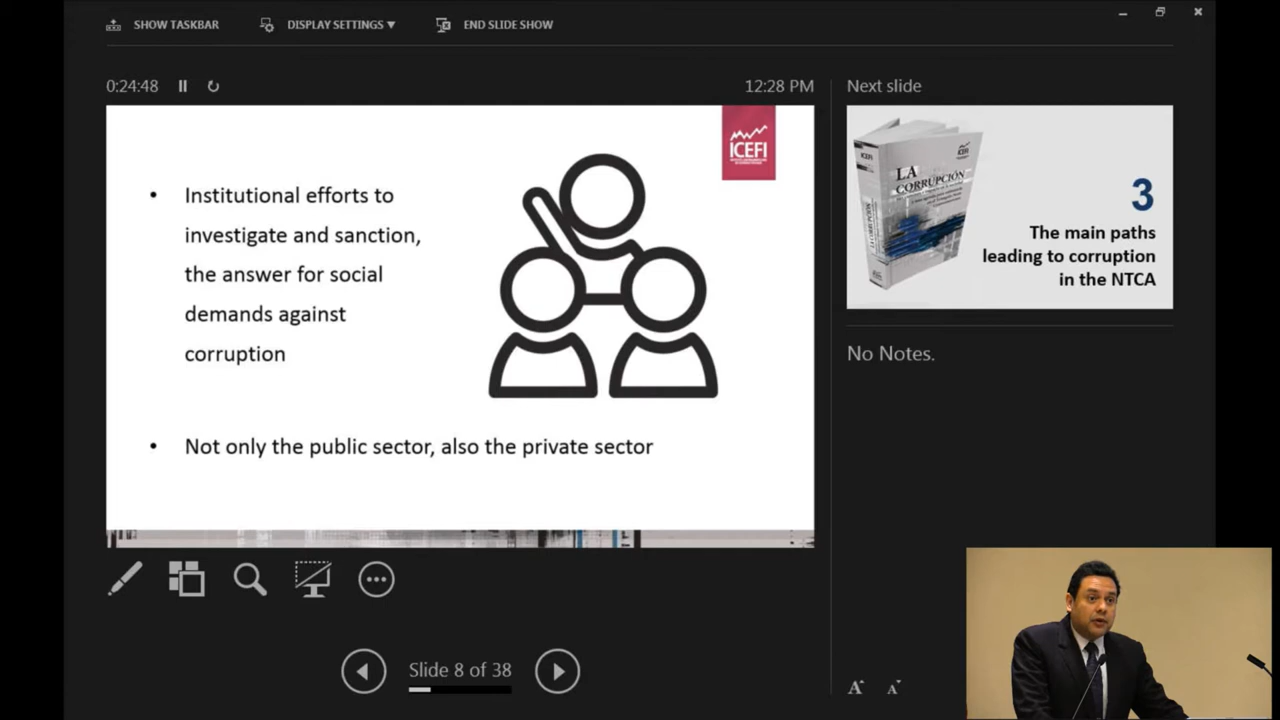 SHOW TASKBAR
DISPLAY SETTINGS ▼
END SLIDE SHOW
0:24:48
12:28 PM
Next slide
ICEFI
• Institutional efforts to
investigate and sanction,
the answer for social
demands against
corruption
• Not only the public sector, also the private sector
ICEFI
LA
CORRUPCIÓN
3
The main paths
leading to corruption
in the NTCA
No Notes.
Slide 8 of 38
A A